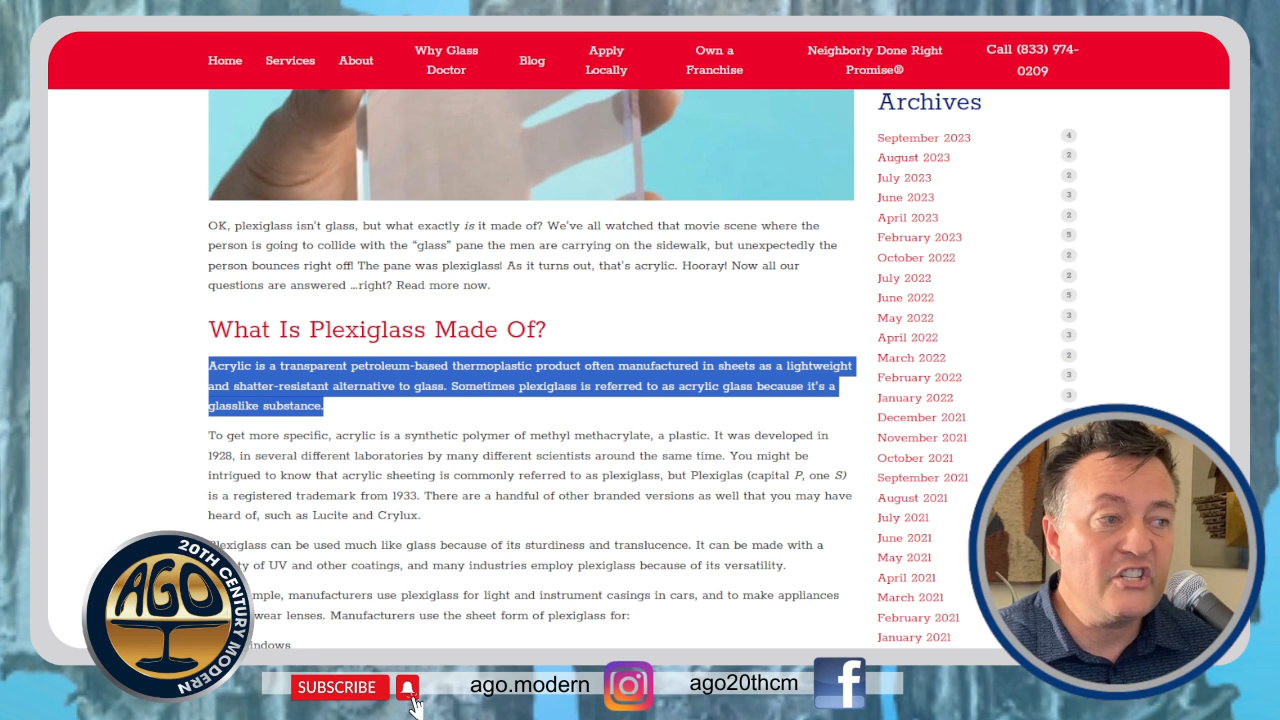 Home Services About Why Glass Doctor Blog Apply Locally Own a Franchise Neighborly Done Right Promise® Call (833) 974-0209
OK, plexiglass isn't glass, but what exactly is it made of? We've all watched that movie scene where the
person is going to collide with the “glass” pane the men are carrying on the sidewalk, but unexpectedly the
person bounces right off! The pane was plexiglass! As it turns out, that's acrylic. Hooray! Now all our
questions are answered ...right? Read more now.
What Is Plexiglass Made Of?
Acrylic is a transparent petroleum-based thermoplastic product often manufactured in sheets as a lightweight
and shatter-resistant alternative to glass. Sometimes plexiglass is referred to as acrylic glass because it's a
glasslike substance.
To get more specific, acrylic is a synthetic polymer of methyl methacrylate, a plastic. It was developed in
1928, in several different laboratories by many different scientists around the same time. You might be
intrigued to know that acrylic sheeting is commonly referred to as plexiglass, but Plexiglas (capital P, one S)
is a registered trademark from 1933. There are a handful of other branded versions as well that you may have
heard of, such as Lucite and Crylux.
Plexiglass can be used much like glass because of its sturdiness and translucence. It can be made with a
of UV and other coatings, and many industries employ plexiglass because of its versatility.
manufacturers use plexiglass for light and instrument casings in cars, and to make appliances
wear lenses. Manufacturers use the sheet form of plexiglass for:
Archives
September 2023 4
August 2023 2
July 2023 2
June 2023 3
April 2023 2
February 2023 5
October 2022 2
July 2022 2
June 2022 5
May 2022 3
April 2022 3
March 2022 2
February 2022 3
January 2022 3
December 2021
November 2021
October 2021
September 2021
August 2021
July 2021
June 2021
May 2021
April 2021
March 2021
February 2021
January 2021
AGO
20TH CENTURY MODERN
SUBSCRIBE
ago.modern
ago20thcm
f